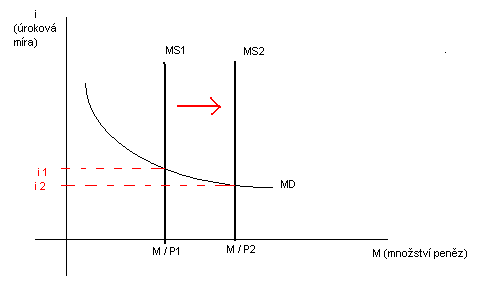 i
(úroková
míra)
MS1
MS2
i 1
i 2
MD
M / P1
M / P2
M (množství peněz)